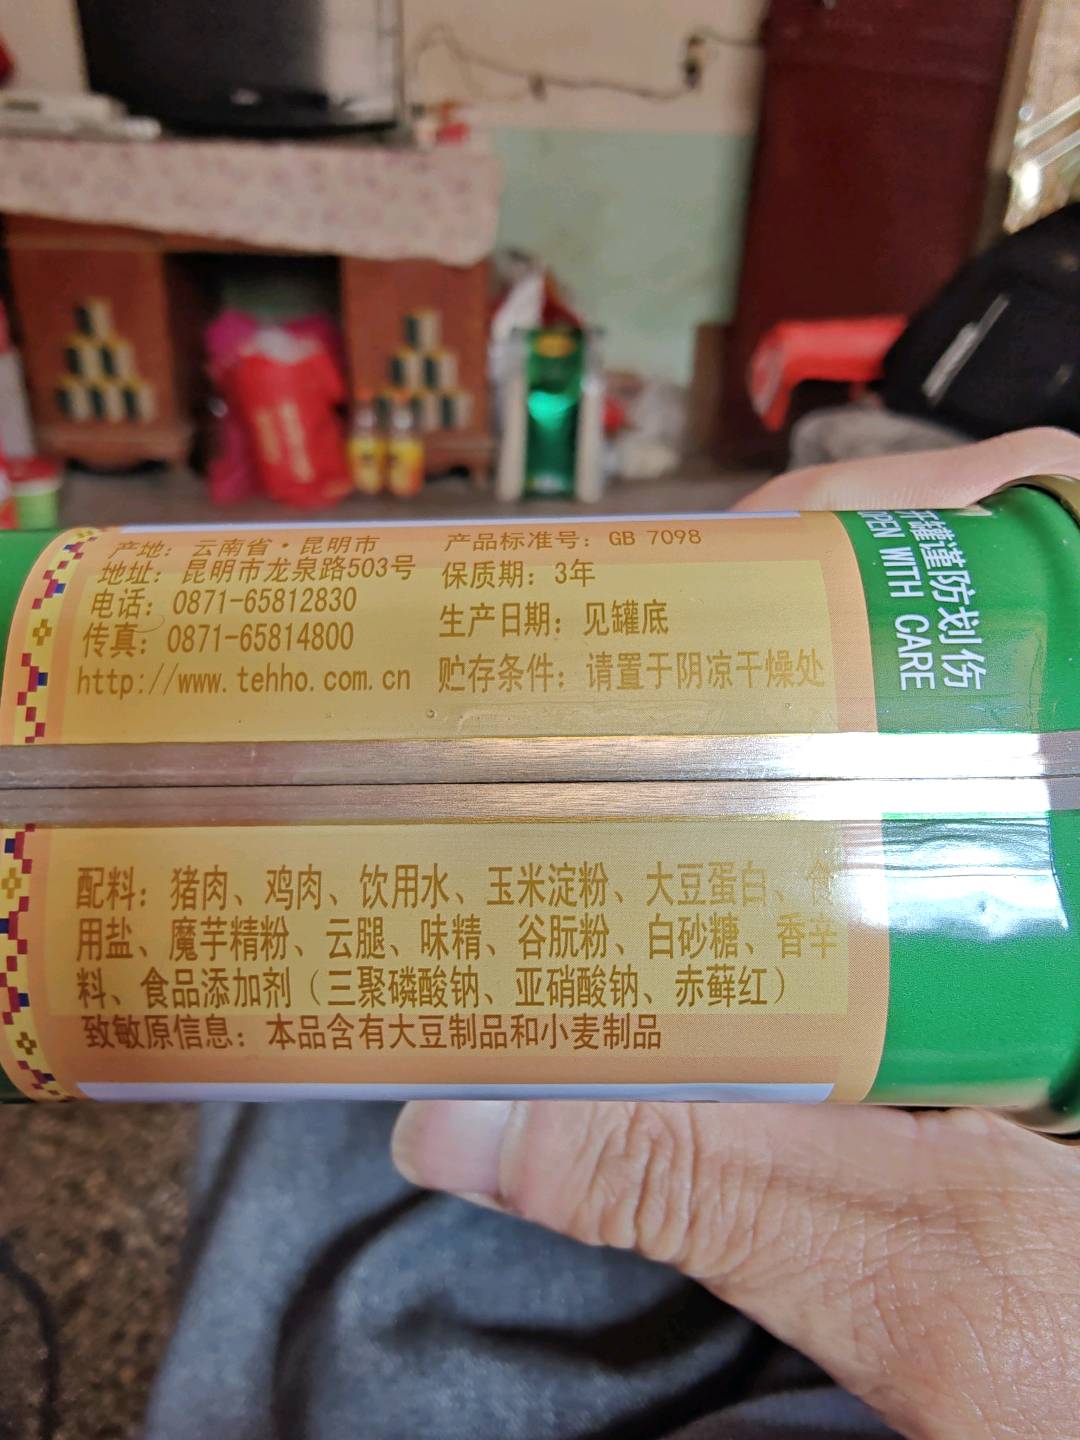 产地：云南省·昆明市
地址：昆明市龙泉路503号
电话：0871-65812830
传真：0871-65814800
http://www.tehho.com.cn
产品标准号：GB 7098
保质期：3年
生产日期：见罐底
贮存条件：请置于阴凉干燥处
开罐谨防划伤
OPEN WITH CARE
配料：猪肉、鸡肉、饮用水、玉米淀粉、大豆蛋白、食
用盐、魔芋精粉、云腿、味精、谷朊粉、白砂糖、香辛
料、食品添加剂（三聚磷酸钠、亚硝酸钠、赤藓红）
致敏原信息：本品含有大豆制品和小麦制品